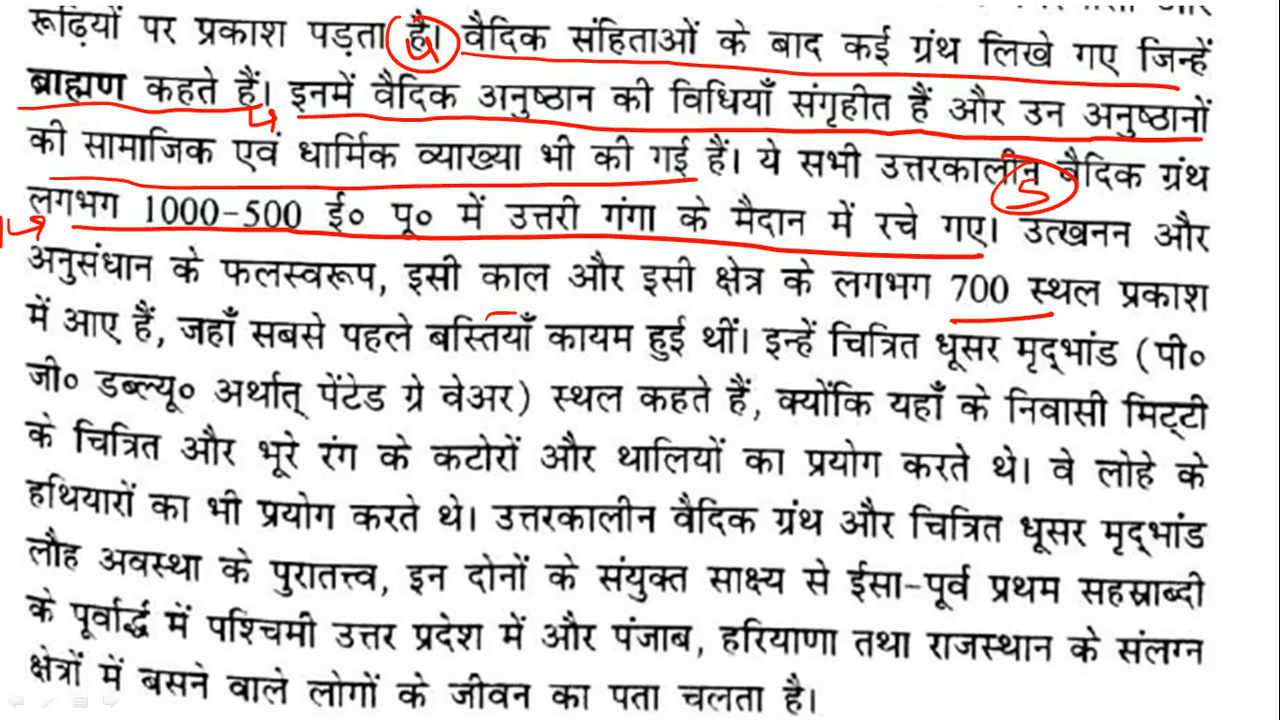 रूढ़ियों पर प्रकाश पड़ता है। वैदिक संहिताओं के बाद कई ग्रंथ लिखे गए जिन्हें
4
ब्राह्मण कहते हैं। इनमें वैदिक अनुष्ठान की विधियाँ संगृहीत हैं और उन अनुष्ठानों
की सामाजिक एवं धार्मिक व्याख्या भी की गई हैं। ये सभी उत्तरकालीन वैदिक ग्रंथ
5
लगभग 1000-500 ई० पू० में उत्तरी गंगा के मैदान में रचे गए। उत्खनन और
अनुसंधान के फलस्वरूप, इसी काल और इसी क्षेत्र के लगभग 700 स्थल प्रकाश
में आए हैं, जहाँ सबसे पहले बस्तियाँ कायम हुई थीं। इन्हें चित्रित धूसर मृद्‌भांड (पी०
जी० डब्ल्यू० अर्थात् पेंटेड ग्रे वेअर) स्थल कहते हैं, क्योंकि यहाँ के निवासी मिट्‌टी
के चित्रित और भूरे रंग के कटोरों और थालियों का प्रयोग करते थे। वे लोहे के
हथियारों का भी प्रयोग करते थे। उत्तरकालीन वैदिक ग्रंथ और चित्रित धूसर मृद्‌भांड
लौह अवस्था के पुरातत्त्व, इन दोनों के संयुक्त साक्ष्य से ईसा-पूर्व प्रथम सहस्राब्दी
के पूर्वार्द्ध में पश्चिमी उत्तर प्रदेश में और पंजाब, हरियाणा तथा राजस्थान के संलग्न
क्षेत्रों में बसने वाले लोगों के जीवन का पता चलता है।